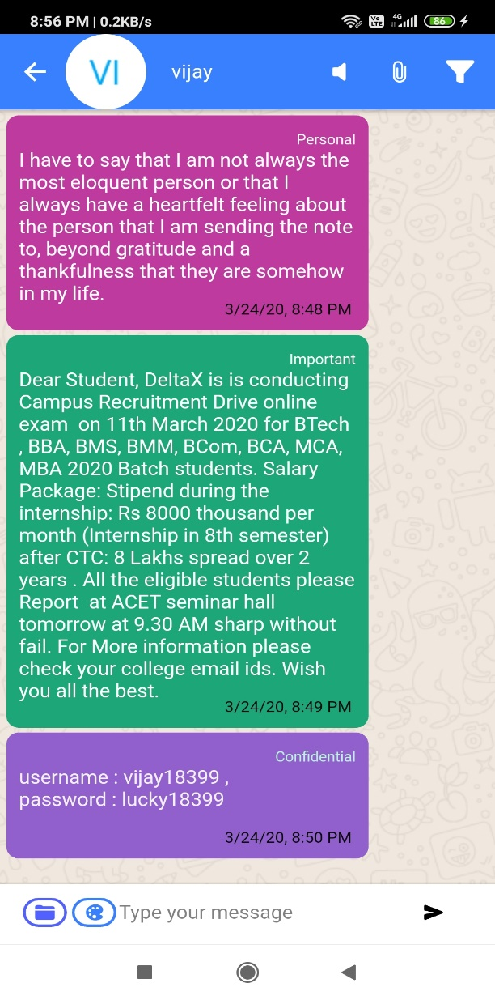 8:56 PM | 0.2KB/s
Vo LTE
4G
86
VI
vijay
Personal
I have to say that I am not always the
most eloquent person or that I
always have a heartfelt feeling about
the person that I am sending the note
to, beyond gratitude and a
thankfulness that they are somehow
in my life.
3/24/20, 8:48 PM
Important
Dear Student, DeltaX is is conducting
Campus Recruitment Drive online
exam  on 11th March 2020 for BTech
, BBA, BMS, BMM, BCom, BCA, MCA,
MBA 2020 Batch students. Salary
Package: Stipend during the
internship: Rs 8000 thousand per
month (Internship in 8th semester)
after CTC: 8 Lakhs spread over 2
years . All the eligible students please
Report  at ACET seminar hall
tomorrow at 9.30 AM sharp without
fail. For More information please
check your college email ids. Wish
you all the best.
3/24/20, 8:49 PM
Confidential
username : vijay18399 ,
password : lucky18399
3/24/20, 8:50 PM
Type your message